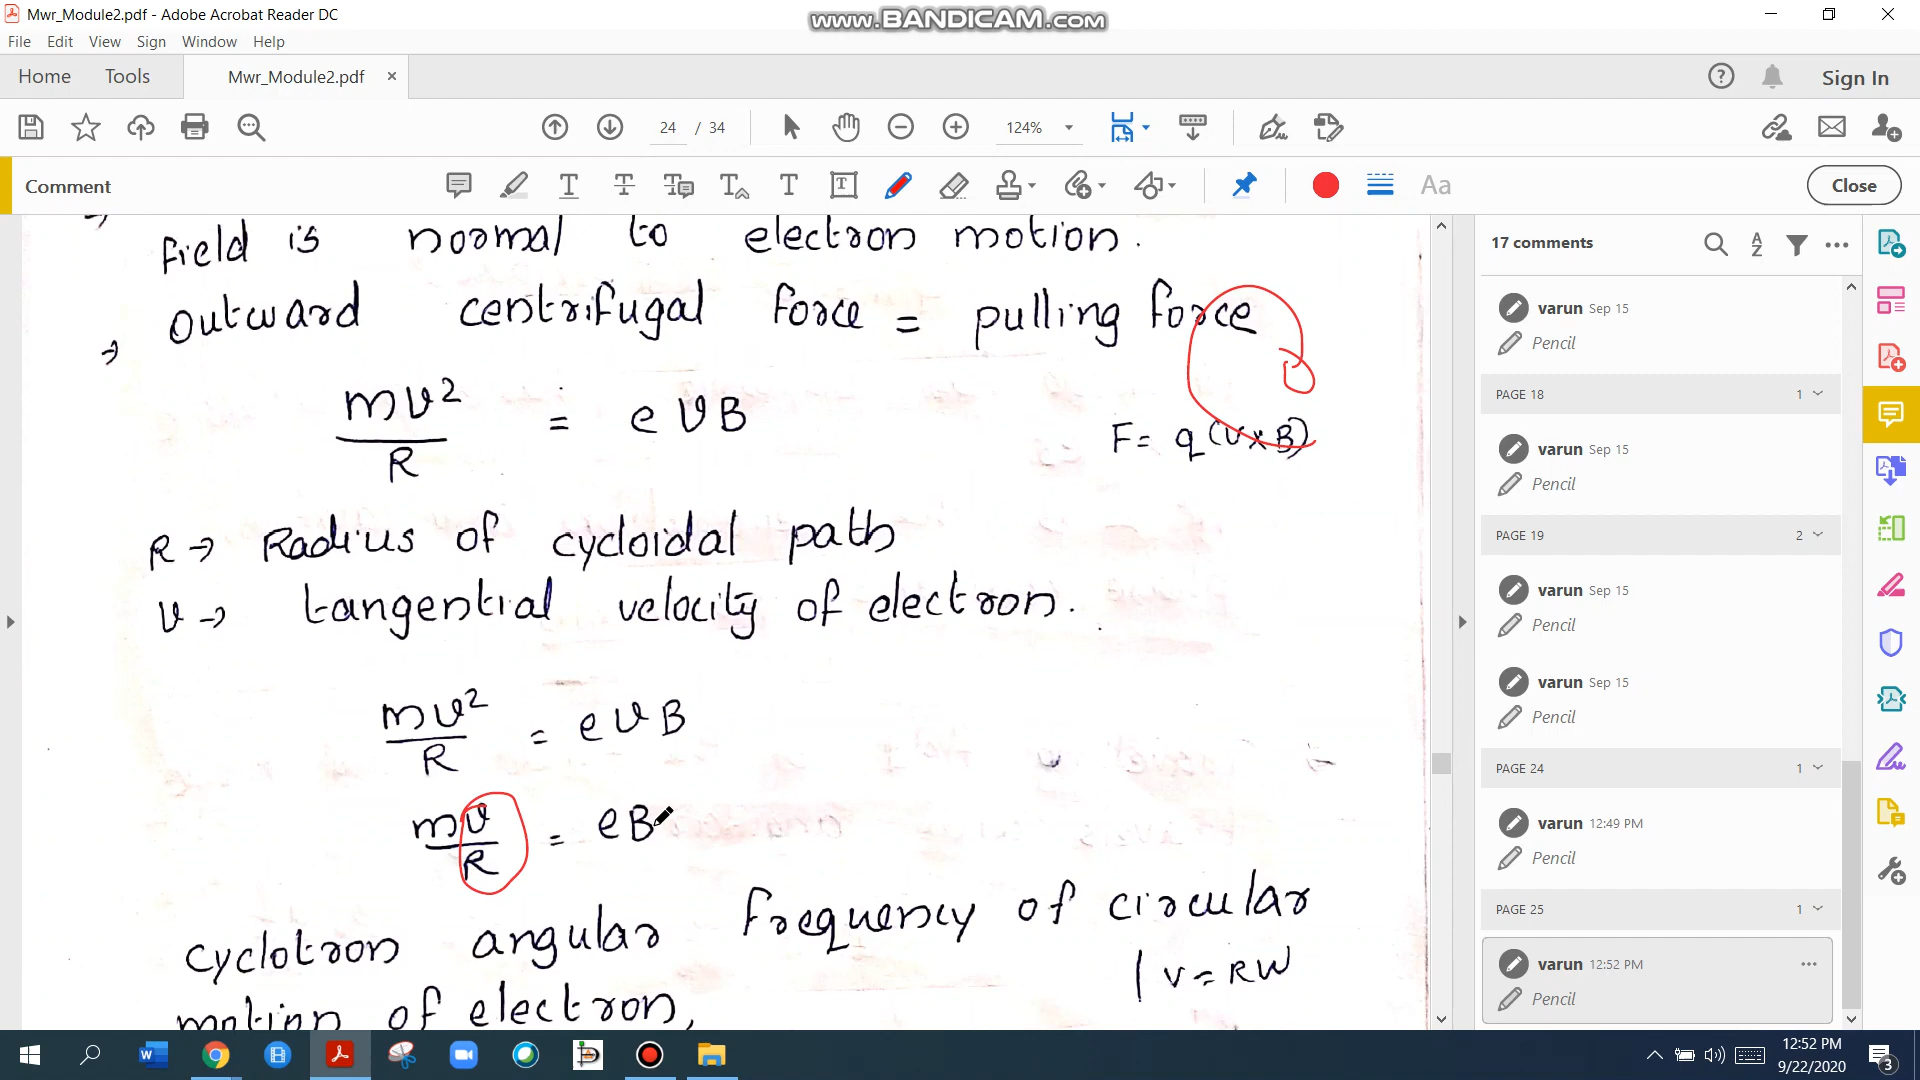 Mwr_Module2.pdf - Adobe Acrobat Reader DC
www.BANDICAM.com
File Edit View Sign Window Help
Home Tools Mwr_Module2.pdf × Sign In
24 / 34 124%
Comment Close
Field is normal to electron motion.
outward centrifugal force = pulling force
mv²/R = evB
F = q(v×B)
R → Radius of cycloidal path
v → tangential velocity of electron.
mv²/R = evB
mv/R = eB
cyclotron angular frequency of circular
motion of electron,
| v = RW
17 comments
varun Sep 15
Pencil
PAGE 18 1
varun Sep 15
Pencil
PAGE 19 2
varun Sep 15
Pencil
varun Sep 15
Pencil
PAGE 24 1
varun 12:49 PM
Pencil
PAGE 25 1
varun 12:52 PM
Pencil
12:52 PM
9/22/2020
3